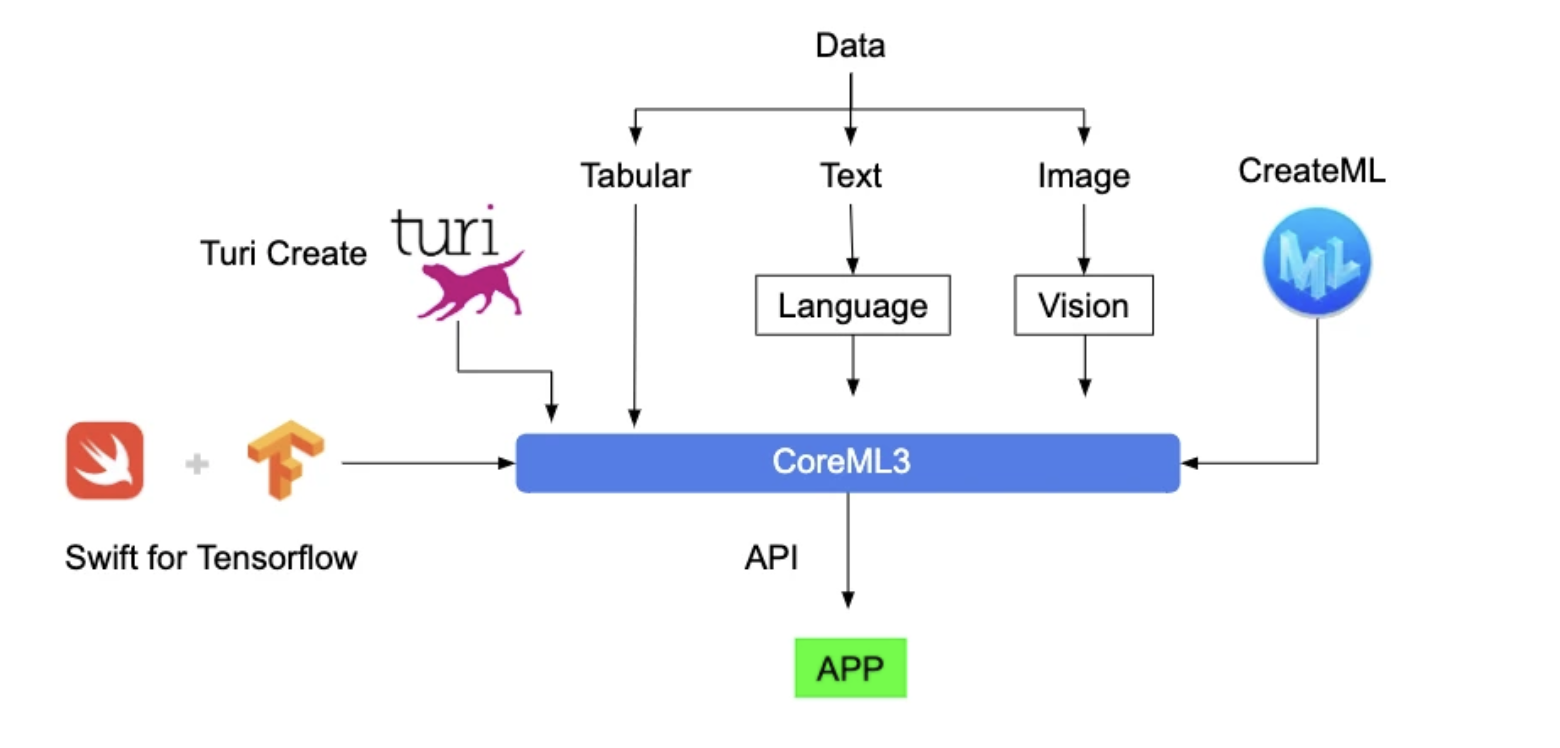 Data
Tabular
Text
Image
CreateML
ML
Turi Create
turi
Language
Vision
CoreML3
Swift for Tensorflow
API
APP